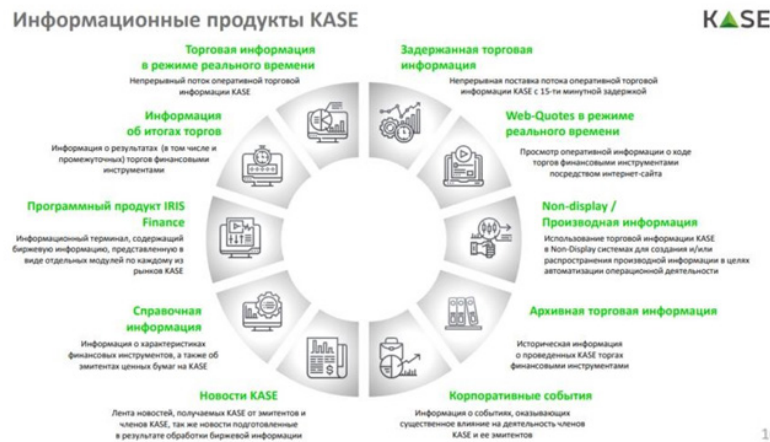 Информационные продукты KASE
KASE
Торговая информация
в режиме реального времени
Непрерывный поток оперативной торговой
информации KASE
Задержанная торговая
информация
Непрерывная поставка потока оперативной торговой
информации KASE с 15-ти минутной задержкой
Информация
об итогах торгов
Информация о результатах (в том числе и
промежуточных) торгов финансовыми
инструментами
Web-Quotes в режиме
реального времени
Просмотр оперативной информации о ходе
торгов финансовыми инструментами
посредством интернет-сайта
Программный продукт IRIS
Finance
Информационный терминал, содержащий
биржевую информацию, представленную в
виде отдельных модулей по каждому из
рынков KASE
Non-display /
Производная информация
Использование торговой информации KASE
в Non-Display системах для создания и/или
распространения производной информации в целях
автоматизации операционной деятельности
Справочная
информация
Информация о характеристиках
финансовых инструментов, а также об
эмитентах ценных бумаг на KASE
Архивная торговая информация
Историческая информация
о проведенных KASE торгах
финансовыми инструментами
Новости KASE
Лента новостей, получаемых KASE от эмитентов и
членов KASE, так же новости подготовленные
в результате обработки биржевой информации
Корпоративные события
Информация о событиях, оказывающих
существенное влияние на деятельность членов
KASE и ее эмитентов
1